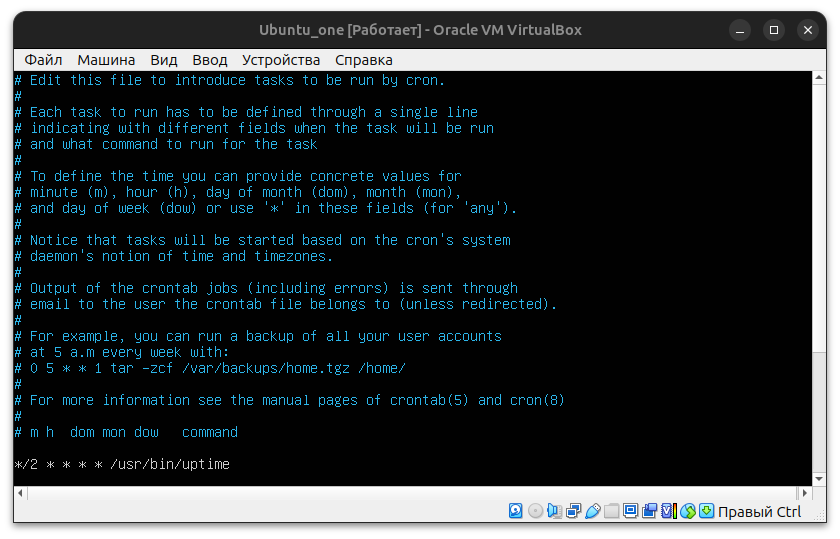 Ubuntu_one [Работает] - Oracle VM VirtualBox
Файл Машина Вид Ввод Устройства Справка
# Edit this file to introduce tasks to be run by cron.
#
# Each task to run has to be defined through a single line
# indicating with different fields when the task will be run
# and what command to run for the task
#
# To define the time you can provide concrete values for
# minute (m), hour (h), day of month (dom), month (mon),
# and day of week (dow) or use '*' in these fields (for 'any').
#
# Notice that tasks will be started based on the cron's system
# daemon's notion of time and timezones.
#
# Output of the crontab jobs (including errors) is sent through
# email to the user the crontab file belongs to (unless redirected).
#
# For example, you can run a backup of all your user accounts
# at 5 a.m every week with:
# 0 5 * * 1 tar -zcf /var/backups/home.tgz /home/
#
# For more information see the manual pages of crontab(5) and cron(8)
#
# m h  dom mon dow   command
*/2 * * * * /usr/bin/uptime
Правый Ctrl